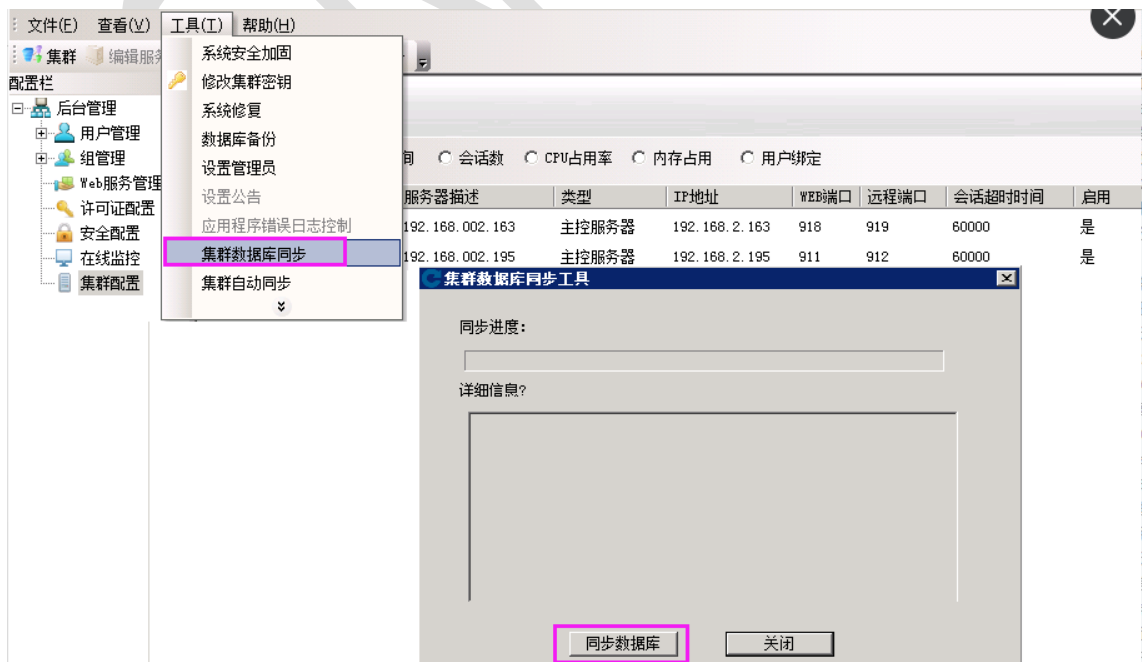 文件(E) 查看(V) 工具(T) 帮助(H)
集群 编辑服务
系统安全加固
修改集群密钥
系统修复
数据库备份
设置管理员
设置公告
应用程序错误日志控制
集群数据库同步
集群自动同步
配置栏
后台管理
用户管理
组管理
Web服务管理
许可证配置
安全配置
在线监控
集群配置
间 会话数 CPU占用率 内存占用 用户绑定
服务器描述 类型 IP地址 WEB端口 远程端口 会话超时时间 启用
192.168.002.163 主控服务器 192.168.2.163 918 919 60000 是
192.168.002.195 主控服务器 192.168.2.195 911 912 60000 是
集群数据库同步工具
同步进度：
详细信息?
同步数据库 关闭